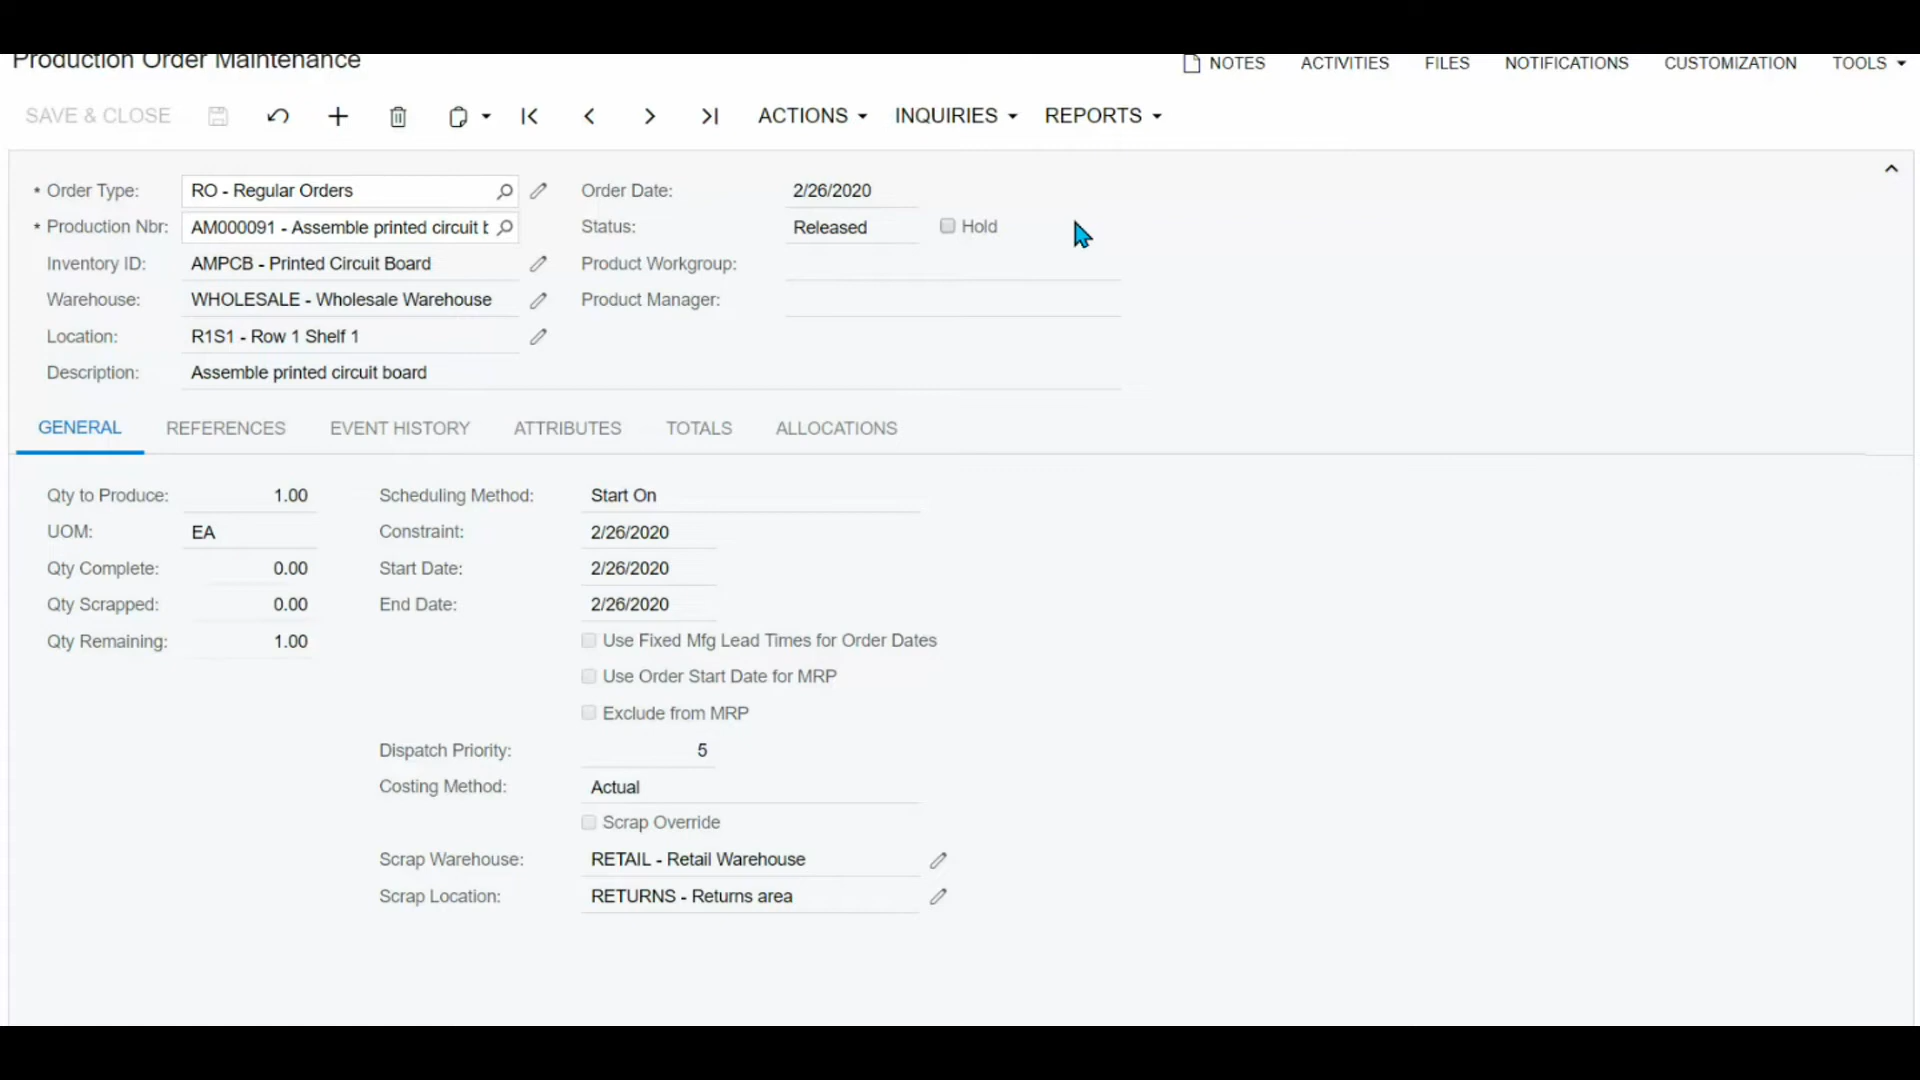 Production Order Maintenance
NOTES ACTIVITIES FILES NOTIFICATIONS CUSTOMIZATION TOOLS
SAVE & CLOSE ACTIONS INQUIRIES REPORTS
* Order Type: RO - Regular Orders Order Date: 2/26/2020
* Production Nbr: AM000091 - Assemble printed circuit Status: Released Hold
Inventory ID: AMPCB - Printed Circuit Board Product Workgroup:
Warehouse: WHOLESALE - Wholesale Warehouse Product Manager:
Location: R1S1 - Row 1 Shelf 1
Description: Assemble printed circuit board
GENERAL REFERENCES EVENT HISTORY ATTRIBUTES TOTALS ALLOCATIONS
Qty to Produce: 1.00 Scheduling Method: Start On
UOM: EA Constraint: 2/26/2020
Qty Complete: 0.00 Start Date: 2/26/2020
Qty Scrapped: 0.00 End Date: 2/26/2020
Qty Remaining: 1.00 Use Fixed Mfg Lead Times for Order Dates
Use Order Start Date for MRP
Exclude from MRP
Dispatch Priority: 5
Costing Method: Actual
Scrap Override
Scrap Warehouse: RETAIL - Retail Warehouse
Scrap Location: RETURNS - Returns area